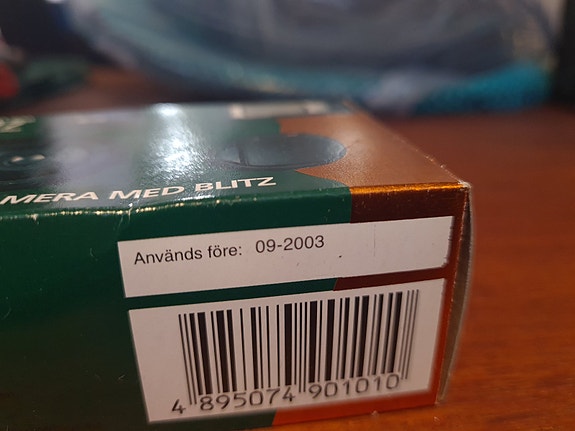 MERA MED BLITZ
Används före: 09-2003
4 895074 901010